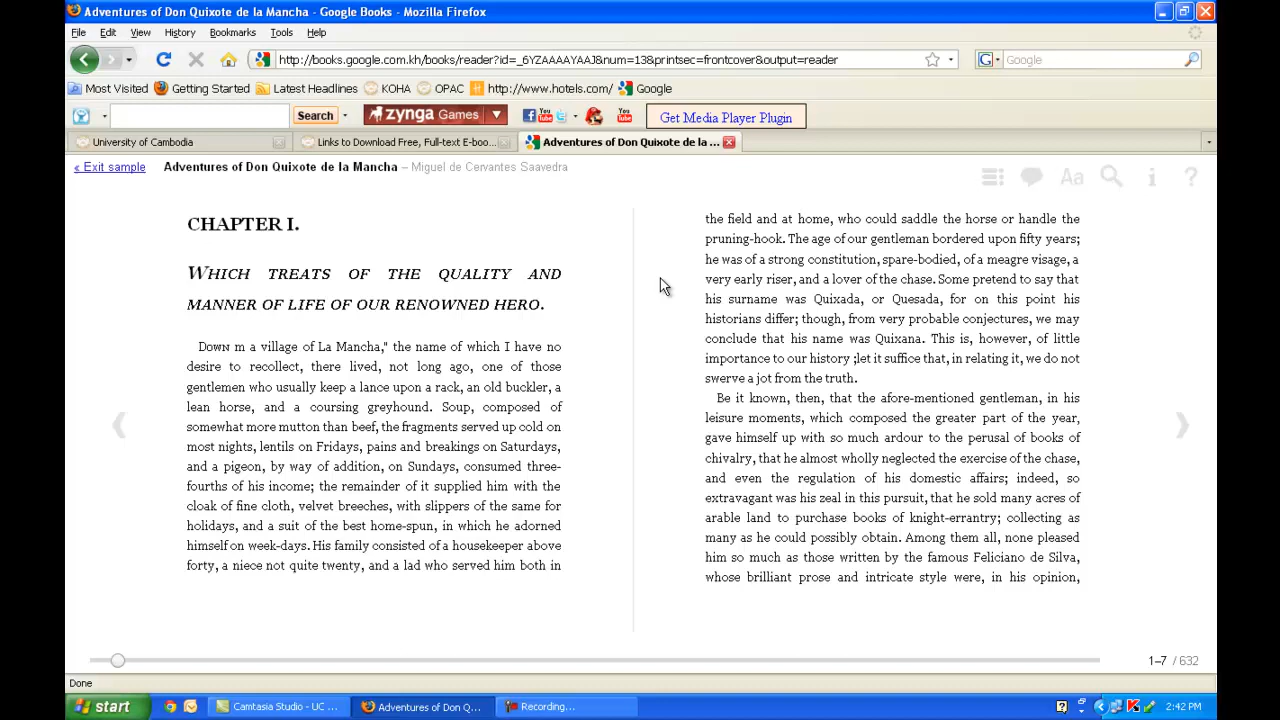 Adventures of Don Quixote de la Mancha - Google Books - Mozilla Firefox
File Edit View History Bookmarks Tools Help
http://books.google.com.kh/books/reader?id=_6YZAAAAYAAJ&num=13&printsec=frontcover&output=reader
Google
Most Visited Getting Started Latest Headlines KOHA OPAC http://www.hotels.com/ Google
Search zynga Games You Tube You Tube Get Media Player Plugin
University of Cambodia Links to Download Free, Full-text E-boo... Adventures of Don Quixote de la ...
« Exit sample Adventures of Don Quixote de la Mancha – Miguel de Cervantes Saavedra Aa i ?
CHAPTER I.
WHICH TREATS OF THE QUALITY AND
MANNER OF LIFE OF OUR RENOWNED HERO.
DOWN m a village of La Mancha," the name of which I have no
desire to recollect, there lived, not long ago, one of those
gentlemen who usually keep a lance upon a rack, an old buckler, a
lean horse, and a coursing greyhound. Soup, composed of
somewhat more mutton than beef, the fragments served up cold on
most nights, lentils on Fridays, pains and breakings on Saturdays,
and a pigeon, by way of addition, on Sundays, consumed three-
fourths of his income; the remainder of it supplied him with the
cloak of fine cloth, velvet breeches, with slippers of the same for
holidays, and a suit of the best home-spun, in which he adorned
himself on week-days. His family consisted of a housekeeper above
forty, a niece not quite twenty, and a lad who served him both in
the field and at home, who could saddle the horse or handle the
pruning-hook. The age of our gentleman bordered upon fifty years;
he was of a strong constitution, spare-bodied, of a meagre visage, a
very early riser, and a lover of the chase. Some pretend to say that
his surname was Quixada, or Quesada, for on this point his
historians differ; though, from very probable conjectures, we may
conclude that his name was Quixana. This is, however, of little
importance to our history ;let it suffice that, in relating it, we do not
swerve a jot from the truth.
Be it known, then, that the afore-mentioned gentleman, in his
leisure moments, which composed the greater part of the year,
gave himself up with so much ardour to the perusal of books of
chivalry, that he almost wholly neglected the exercise of the chase,
and even the regulation of his domestic affairs; indeed, so
extravagant was his zeal in this pursuit, that he sold many acres of
arable land to purchase books of knight-errantry; collecting as
many as he could possibly obtain. Among them all, none pleased
him so much as those written by the famous Feliciano de Silva,
whose brilliant prose and intricate style were, in his opinion,
1–7 / 632
Done
start Camtasia Studio - UC ... Adventures of Don Q... Recording... 2:42 PM